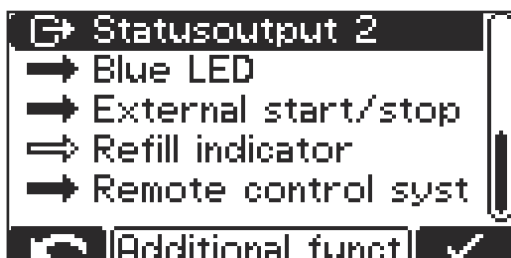 Statusoutput 2
Blue LED
External start/stop
Refill indicator
Remote control syst
Additional funct